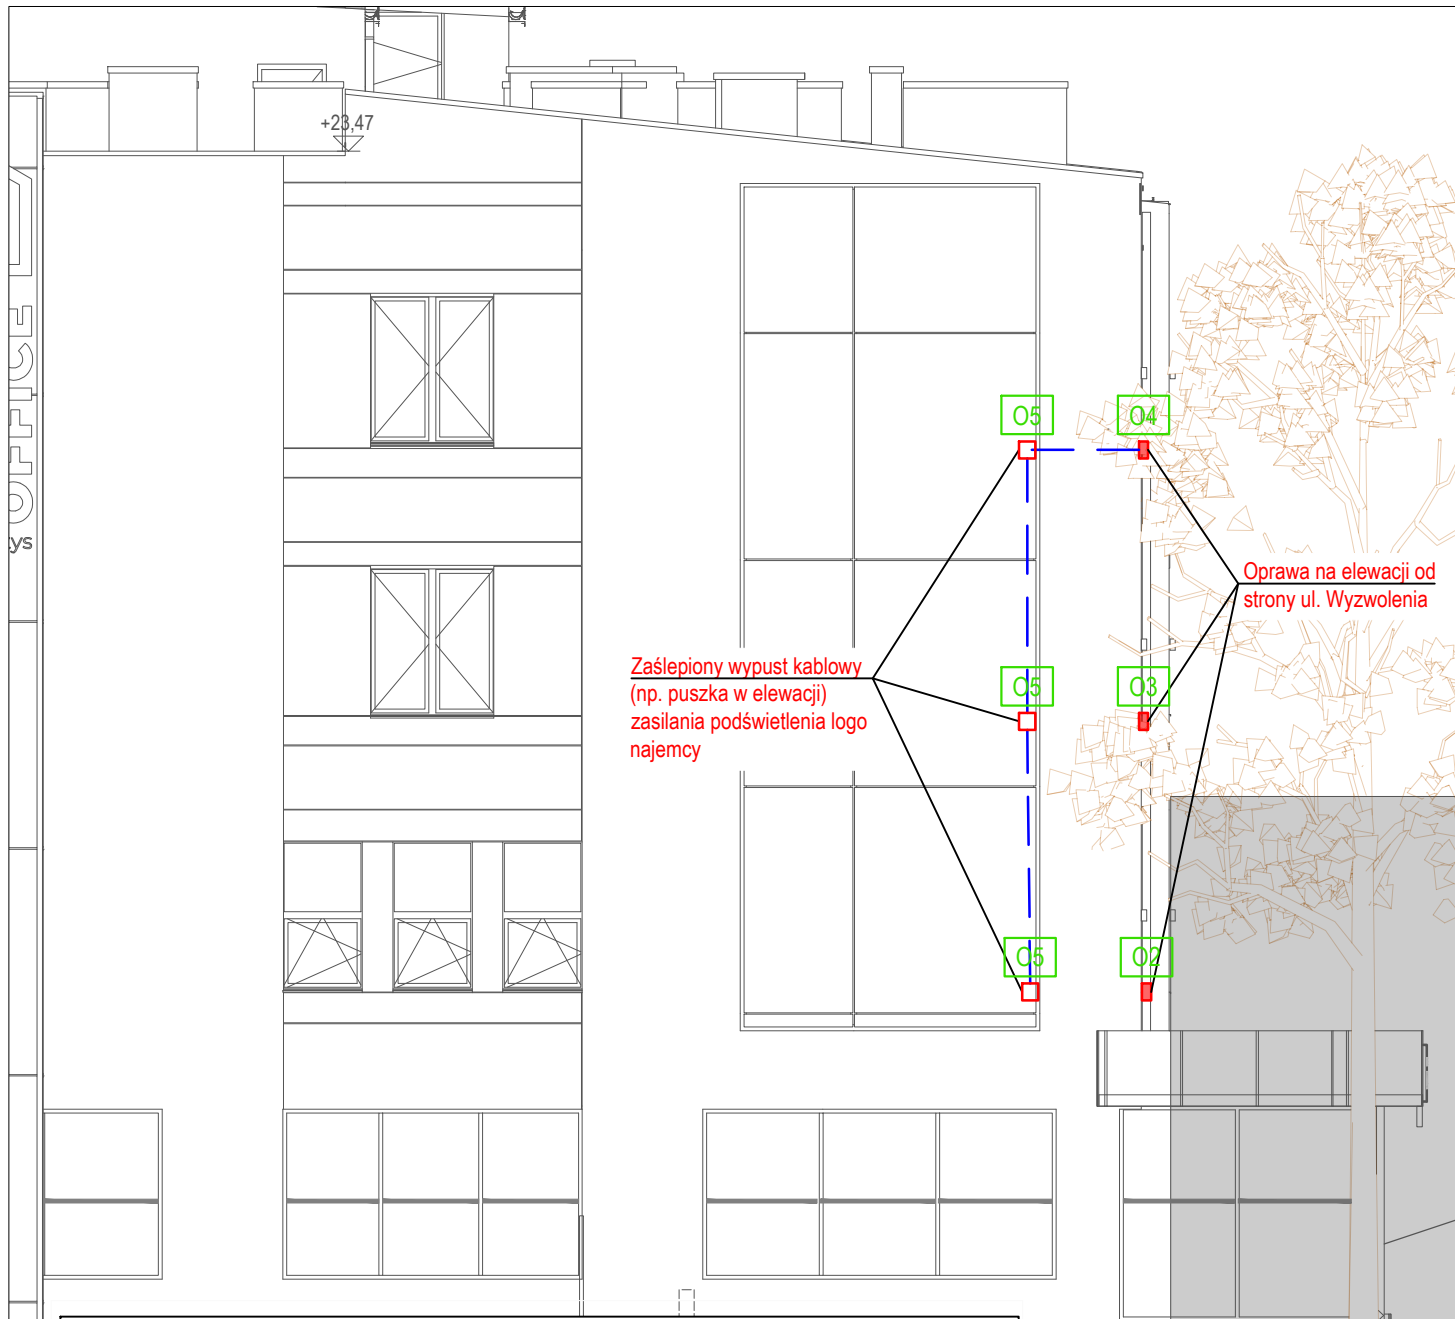 +23,47
OFFICE
ys
O5
O4
Oprawa na elewacji od
strony ul. Wyzwolenia
Zaślepiony wypust kablowy
(np. puszka w elewacji)
zasilania podświetlenia logo
najemcy
O5
O3
O5
O2